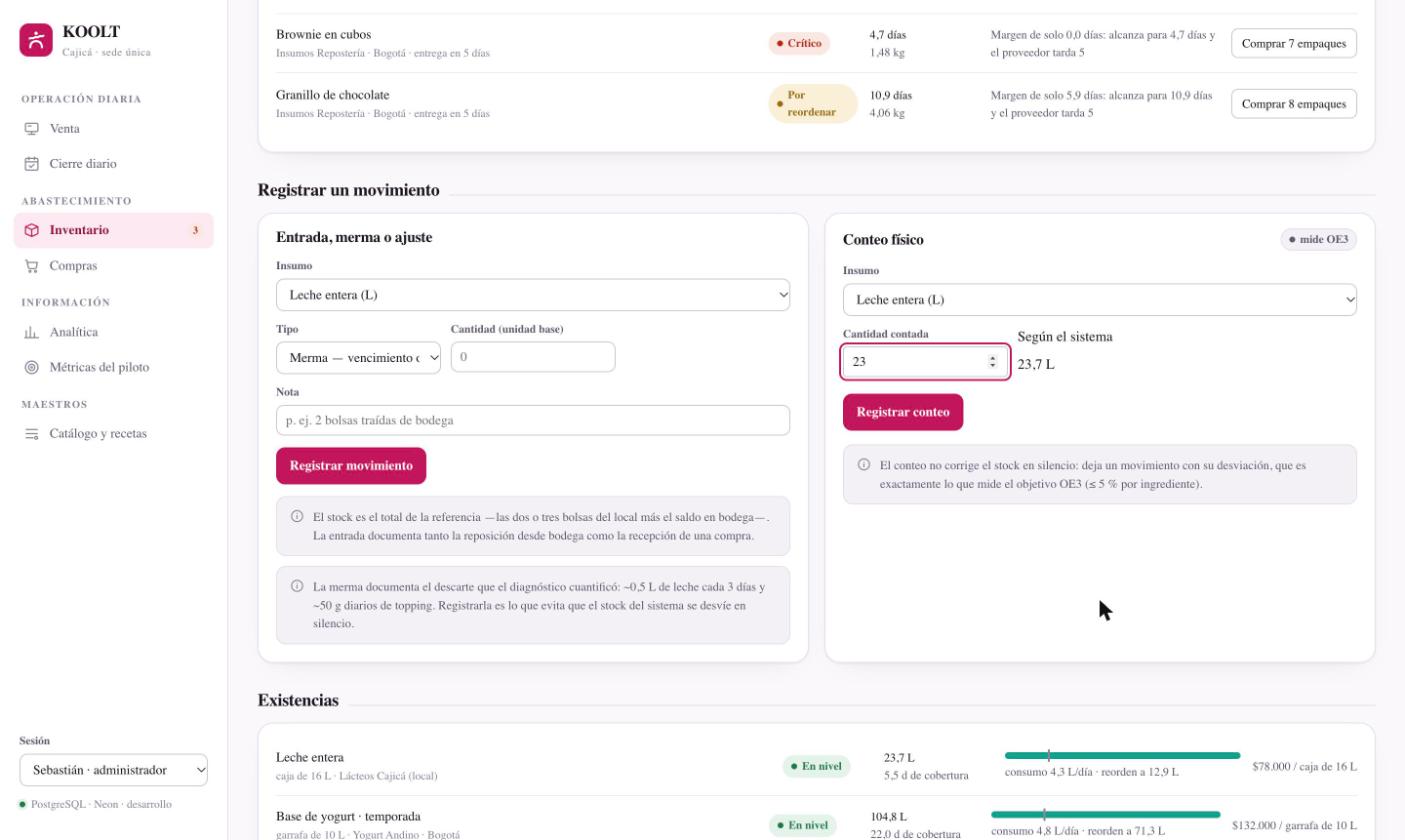 KOOLT
Cajicá · sede única
OPERACIÓN DIARIA
Venta
Cierre diario
ABASTECIMIENTO
Inventario 3
Compras
INFORMACIÓN
Analítica
Métricas del piloto
MAESTROS
Catálogo y recetas
Sesión
Sebastián · administrador
PostgreSQL · Neon · desarrollo
Brownie en cubos
Insumos Repostería · Bogotá · entrega en 5 días
Crítico
4,7 días
1,48 kg
Margen de solo 0,0 días: alcanza para 4,7 días y
el proveedor tarda 5
Comprar 7 empaques
Granillo de chocolate
Insumos Repostería · Bogotá · entrega en 5 días
Por
reordenar
10,9 días
4,06 kg
Margen de solo 5,9 días: alcanza para 10,9 días
y el proveedor tarda 5
Comprar 8 empaques
Registrar un movimiento
Entrada, merma o ajuste
Insumo
Leche entera (L)
Tipo
Merma — vencimiento c
Cantidad (unidad base)
0
Nota
p. ej. 2 bolsas traídas de bodega
Registrar movimiento
El stock es el total de la referencia —las dos o tres bolsas del local más el saldo en bodega—.
La entrada documenta tanto la reposición desde bodega como la recepción de una compra.
La merma documenta el descarte que el diagnóstico cuantificó: ~0,5 L de leche cada 3 días y
~50 g diarios de topping. Registrarla es lo que evita que el stock del sistema se desvíe en
silencio.
Conteo físico
mide OE3
Insumo
Leche entera (L)
Cantidad contada
23
Según el sistema
23,7 L
Registrar conteo
El conteo no corrige el stock en silencio: deja un movimiento con su desviación, que es
exactamente lo que mide el objetivo OE3 (≤ 5 % por ingrediente).
Existencias
Leche entera
caja de 16 L · Lácteos Cajicá (local)
En nivel
23,7 L
5,5 d de cobertura
consumo 4,3 L/día · reorden a 12,9 L
$78.000 / caja de 16 L
Base de yogurt · temporada
garrafa de 10 L · Yogurt Andino · Bogotá
En nivel
104,8 L
22,0 d de cobertura
consumo 4,8 L/día · reorden a 71,3 L
$132.000 / garrafa de 10 L